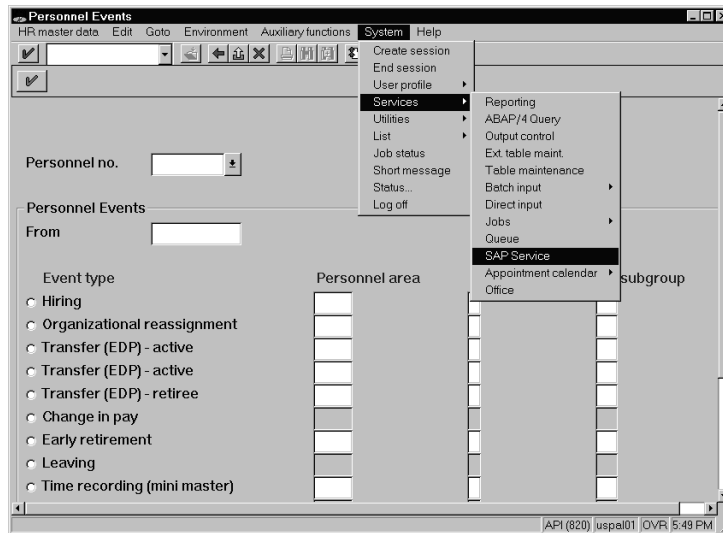 Personnel Events
HR master data Edit Goto Environment Auxiliary functions System Help
Create session
End session
User profile
Services
Utilities
List
Job status
Short message
Status...
Log off
Reporting
ABAP/4 Query
Output control
Ext. table maint.
Table maintenance
Batch input
Direct input
Jobs
Queue
SAP Service
Appointment calendar
Office
Personnel no.
Personnel Events
From
Event type Personnel area subgroup
Hiring
Organizational reassignment
Transfer (EDP) - active
Transfer (EDP) - active
Transfer (EDP) - retiree
Change in pay
Early retirement
Leaving
Time recording (mini master)
API (820) uspal01 OVR 5:49 PM